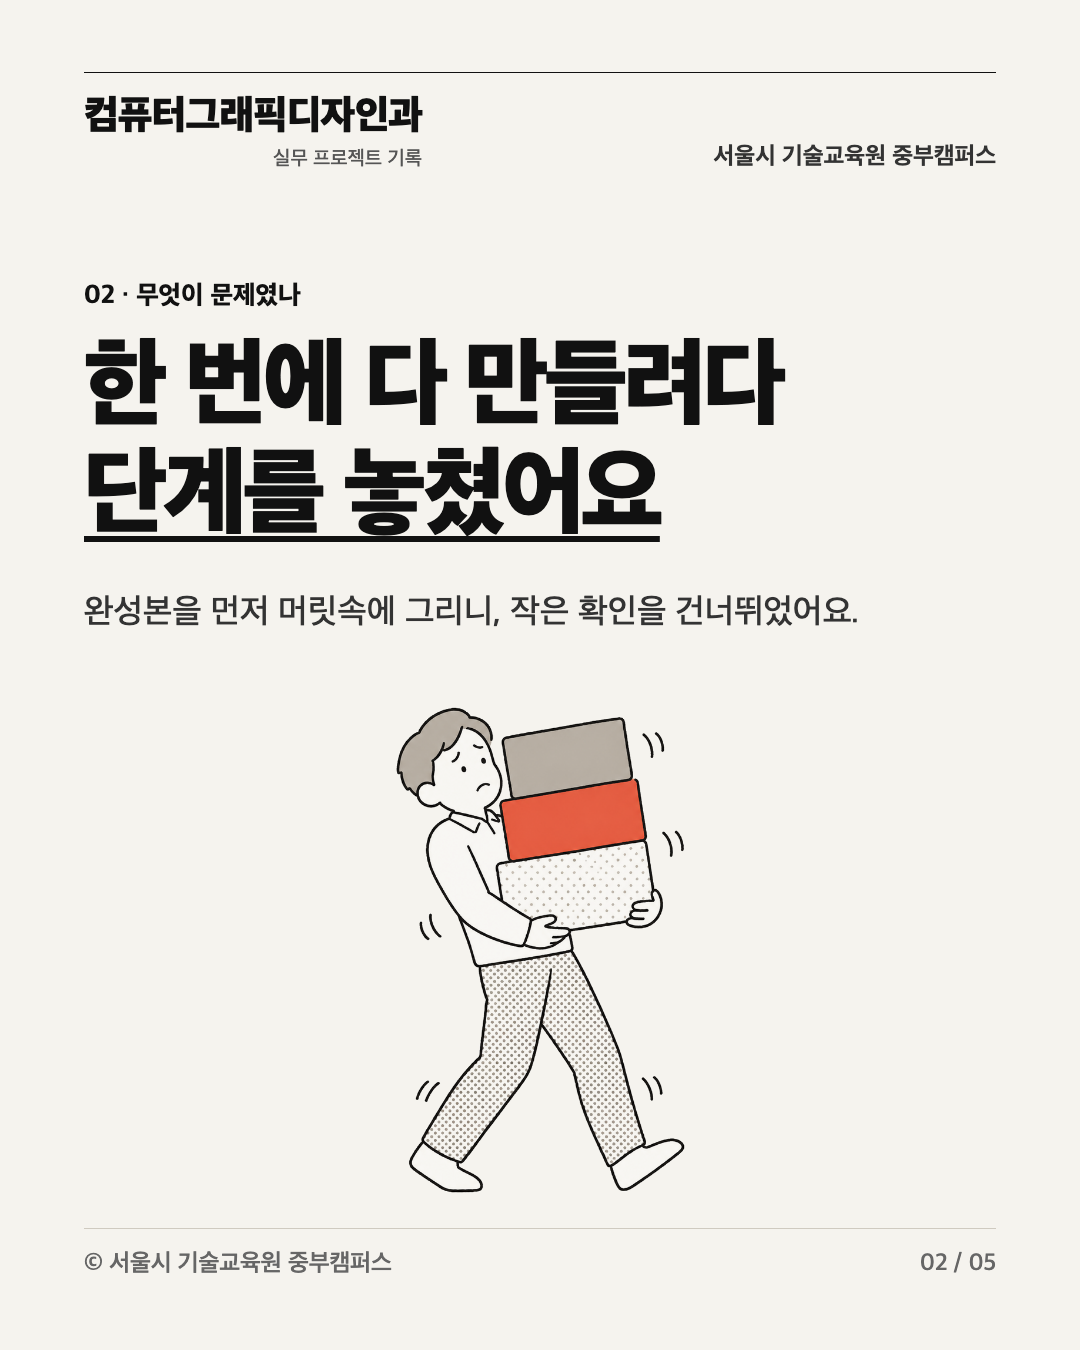 컴퓨터그래픽디자인과
실무 프로젝트 기록
서울시 기술교육원 중부캠퍼스
02 · 무엇이 문제였나
한 번에 다 만들려다
단계를 놓쳤어요
완성본을 먼저 머릿속에 그리니, 작은 확인을 건너뛰었어요.
© 서울시 기술교육원 중부캠퍼스
02 / 05